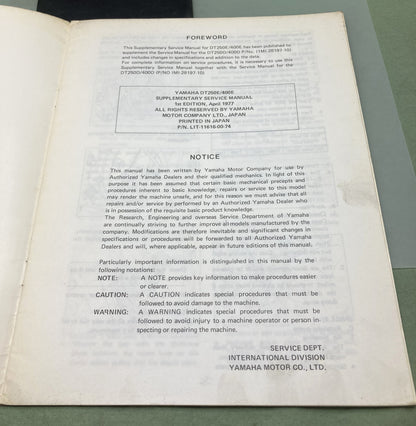 FOREWORD
This Supplementary Service Manual for DT250E/400E has been published to
supplement the Service Manual for the DT250D/400D P/No. (1MI 28197-10)
and includes changes in specifications and addition to the data.
For complete information on service procedures, it is necessary to use this
Supplementary Service Manual together with the Service Manual for the
DT250D/400D (P/NO 1MI 28197-10)
YAMAHA DT250E/400E
SUPPLEMENTARY SERVICE MANUAL
1st EDITION, April 1977
ALL RIGHTS RESERVED BY YAMAHA
MOTOR COMPANY LTD., JAPAN
PRINTED IN JAPAN
P/N. LIT-11616-00-74
NOTICE
This manual has been written by Yamaha Motor Company for use by
Authorized Yamaha Dealers and their qualified mechanics. In light of this
purpose it has been assumed that certain basic mechanical precepts and
procedures inherent to basic knowledge, repairs or service to this model
may render the machine unsafe, and for this reason we must advise that all
repairs and/or service by performed by an Authorized Yamaha Dealer who
is in possession of the requisite basic product knowledge.
The Research, Engineering and overseas Service Department of Yamaha
are continually striving to further improve all models manufactured by the
company. Modifications are therefore inevitable and significant changes in
specifications or procedures will be forwarded to all Authorized Yamaha
Dealers and will, where applicable, appear in future editions of this manual.
Particularly important information is distinguished in this manual by the
following notations:
NOTE: A NOTE provides key information to make procedures easier
or clearer.
CAUTION: A CAUTION indicates special procedures that must be
followed to avoid damage to the machine.
WARNING: A WARNING indicates special procedures that must be
followed to avoid injury to a machine operator or person in-
specting or repairing the machine.
SERVICE DEPT.
INTERNATIONAL DIVISION
YAMAHA MOTOR CO., LTD.